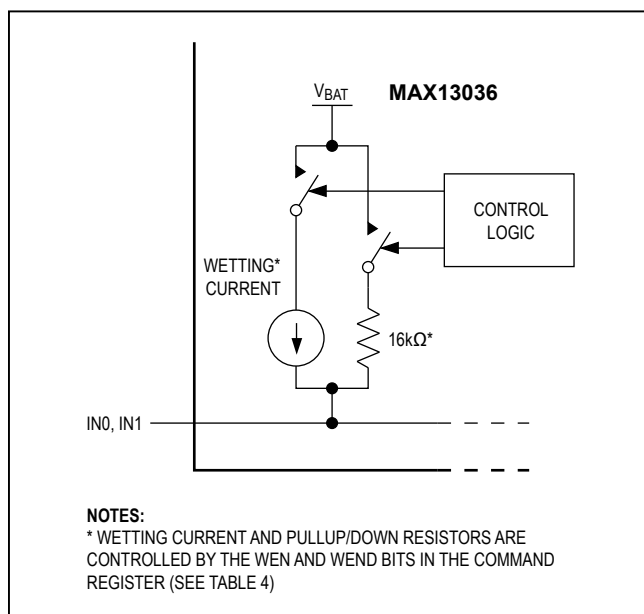 V_BAT MAX13036
CONTROL
LOGIC
WETTING*
CURRENT
16kΩ*
IN0, IN1
NOTES:
* WETTING CURRENT AND PULLUP/DOWN RESISTORS ARE
CONTROLLED BY THE WEN AND WEND BITS IN THE COMMAND
REGISTER (SEE TABLE 4)